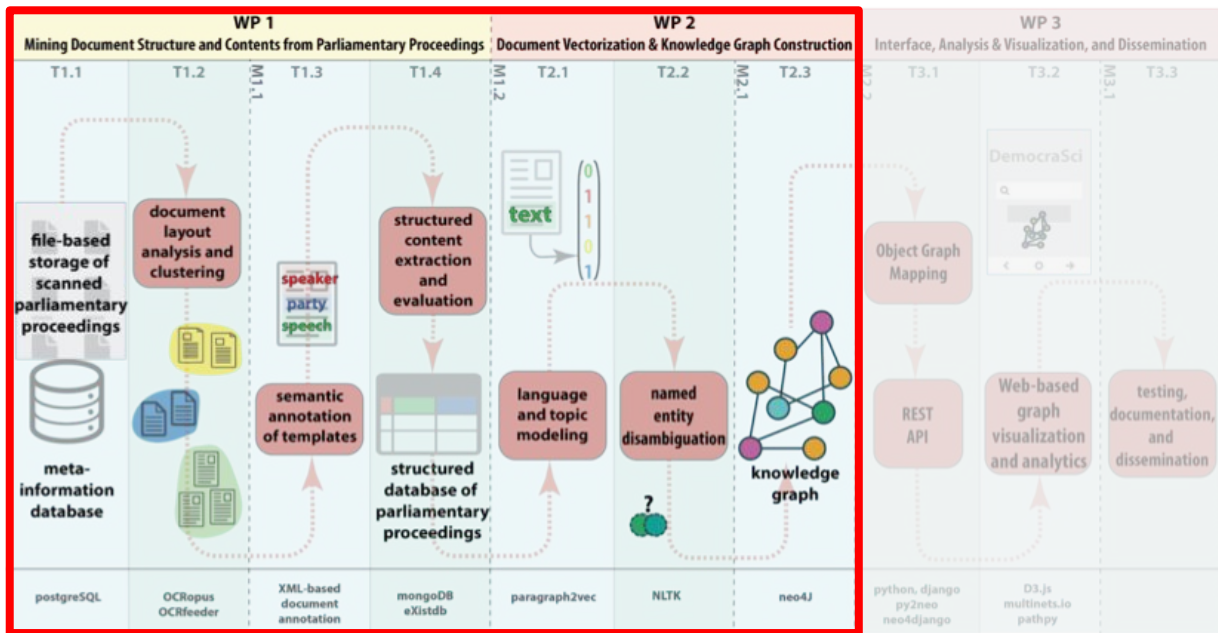 WP 1
Mining Document Structure and Contents from Parliamentary Proceedings
WP 2
Document Vectorization & Knowledge Graph Construction
WP 3
Interface, Analysis & Visualization, and Dissemination
T1.1
T1.2
M1.1
T1.3
T1.4
M1.2
T2.1
T2.2
M2.1
T2.3
M2.2
T3.1
T3.2
M3.1
T3.3
file-based
storage of
scanned
parliamentary
proceedings
meta-
information
database
document
layout
analysis and
clustering
speaker
party
speech
semantic
annotation
of templates
structured
content
extraction
and
evaluation
structured
database of
parliamentary
proceedings
text
0
1
1
0
1
language
and topic
modeling
named
entity
disambiguation
?
knowledge
graph
Object Graph
Mapping
REST
API
DemocraSci
Web-based
graph
visualization
and analytics
testing,
documentation,
and
dissemination
postgreSQL
OCRopus
OCRfeeder
XML-based
document
annotation
mongoDB
eXistdb
paragraph2vec
NLTK
neo4J
python, django
py2neo
neo4django
D3.js
multinets.io
pathpy